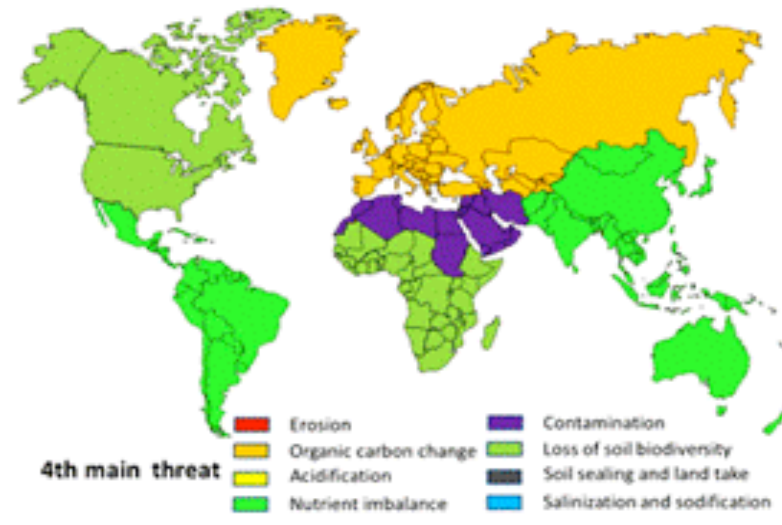 Erosion
Contamination
Organic carbon change
Loss of soil biodiversity
4th main threat
Acidification
Soil sealing and land take
Nutrient imbalance
Salinization and sodification